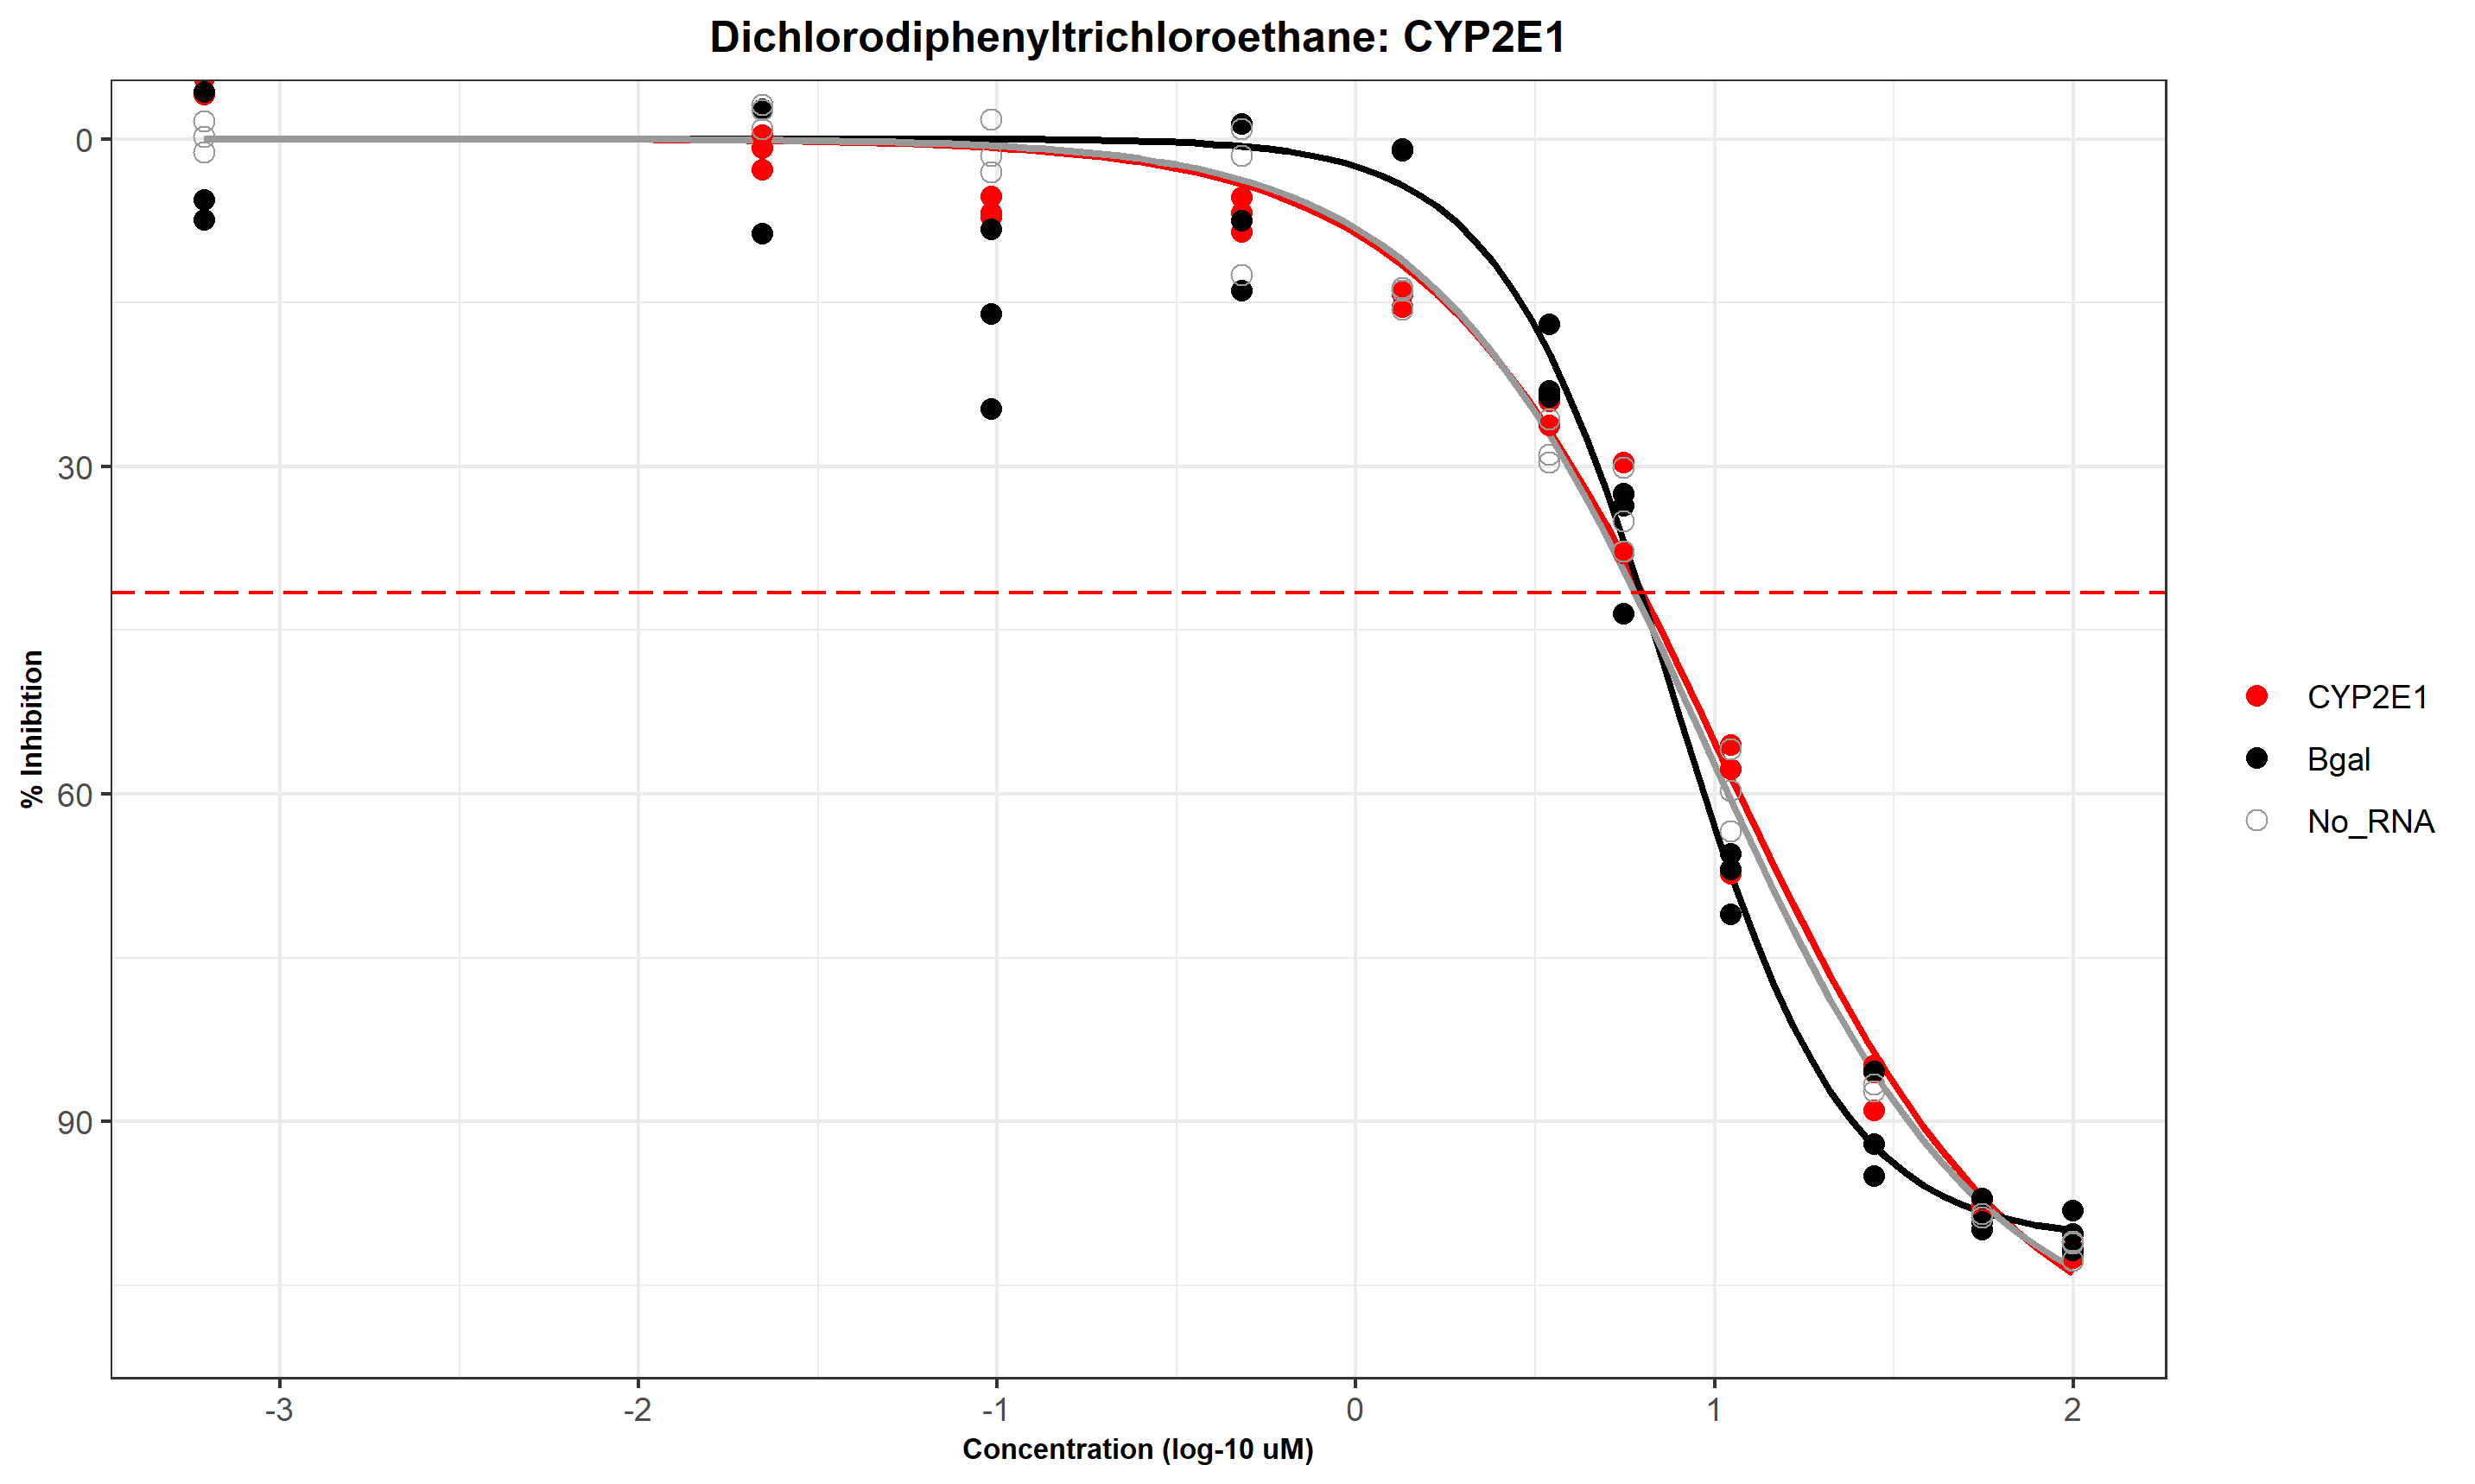 Dichlorodiphenyltrichloroethane: CYP2E1
0
30
60
90
% Inhibition
-3
-2
-1
0
1
2
Concentration (log-10 uM)
CYP2E1
Bgal
No_RNA